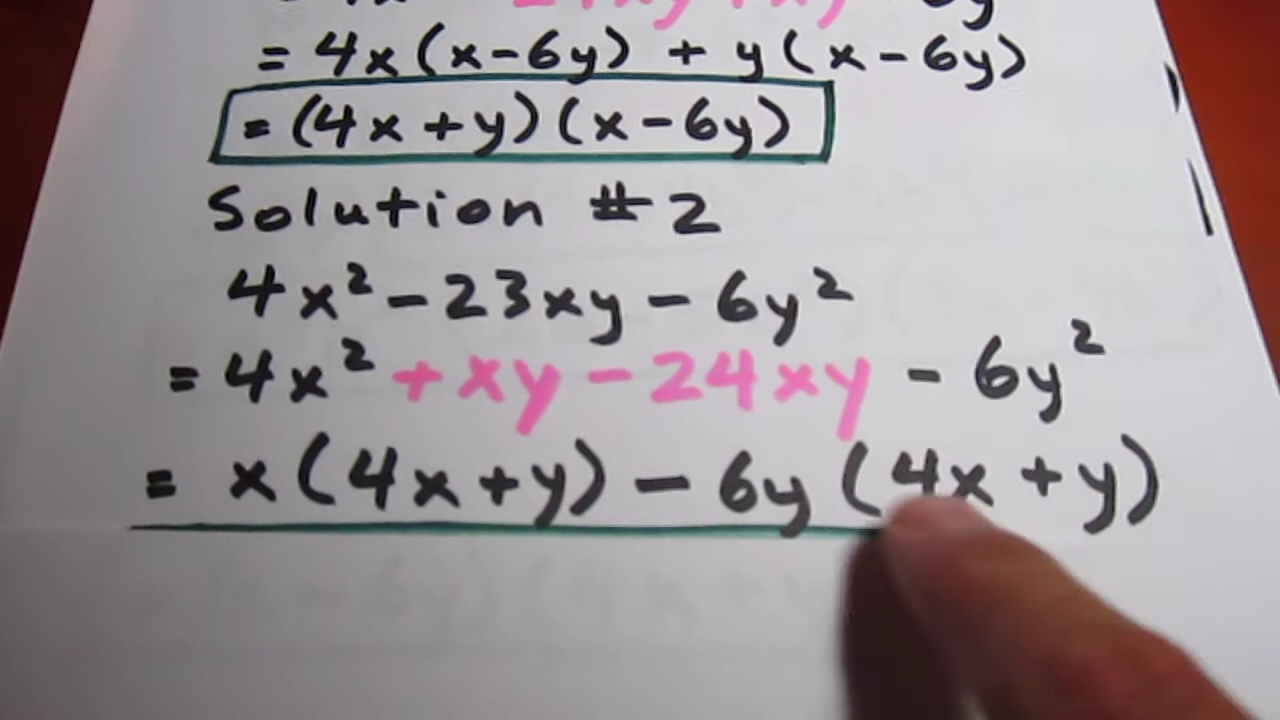 = 4x(x-6y) + y(x-6y)
= (4x+y)(x-6y)
Solution #2
4x² - 23xy - 6y²
= 4x² + xy - 24xy - 6y²
= x(4x+y) - 6y(4x+y)